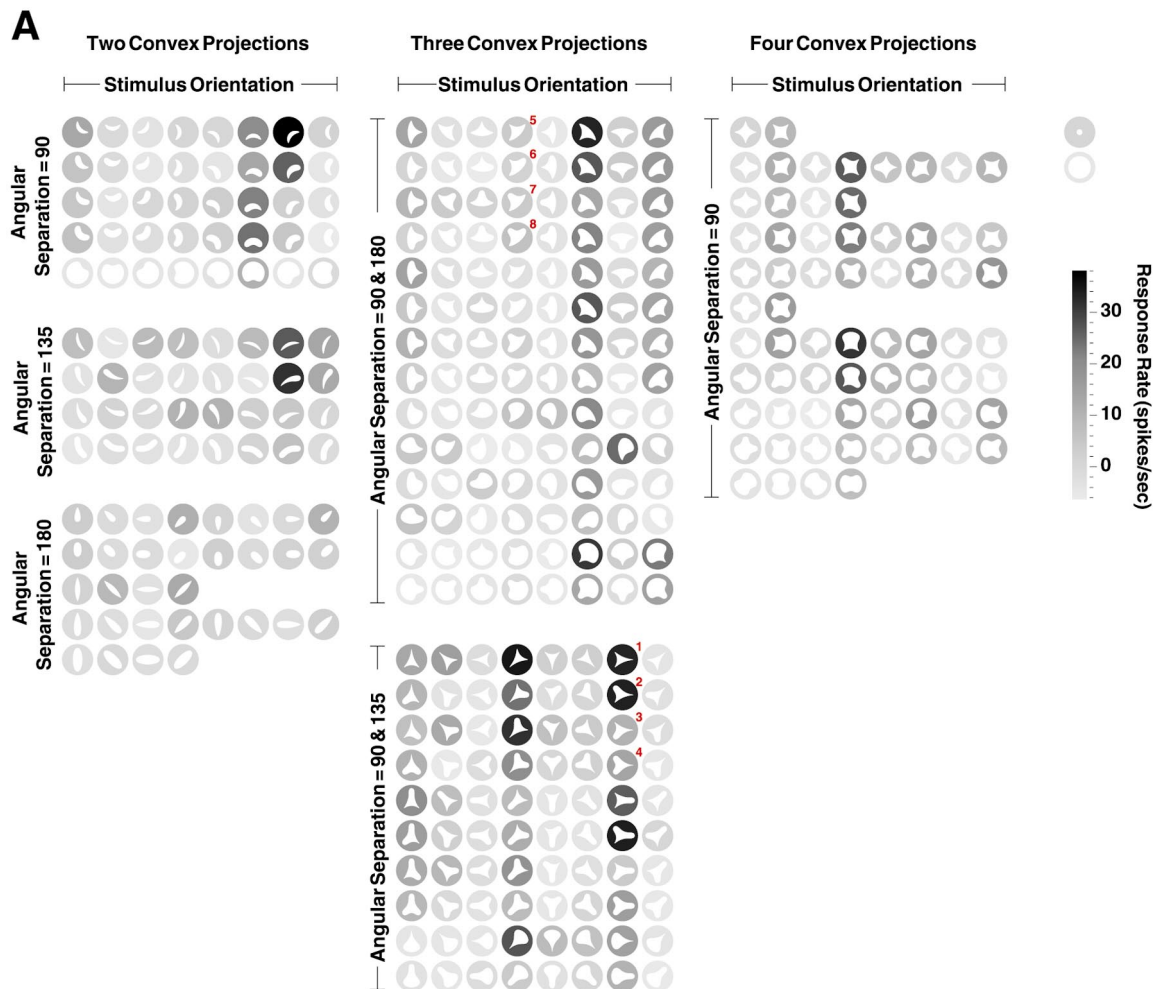 A
Two Convex Projections
Three Convex Projections
Four Convex Projections
Stimulus Orientation
Stimulus Orientation
Stimulus Orientation
Angular
Separation = 90
Angular
Separation = 135
Angular
Separation = 180
Angular Separation = 90 & 180
5
6
7
8
Angular Separation = 90 & 135
1
2
3
4
Angular Separation = 90
30
20
10
0
Response Rate (spikes/sec)